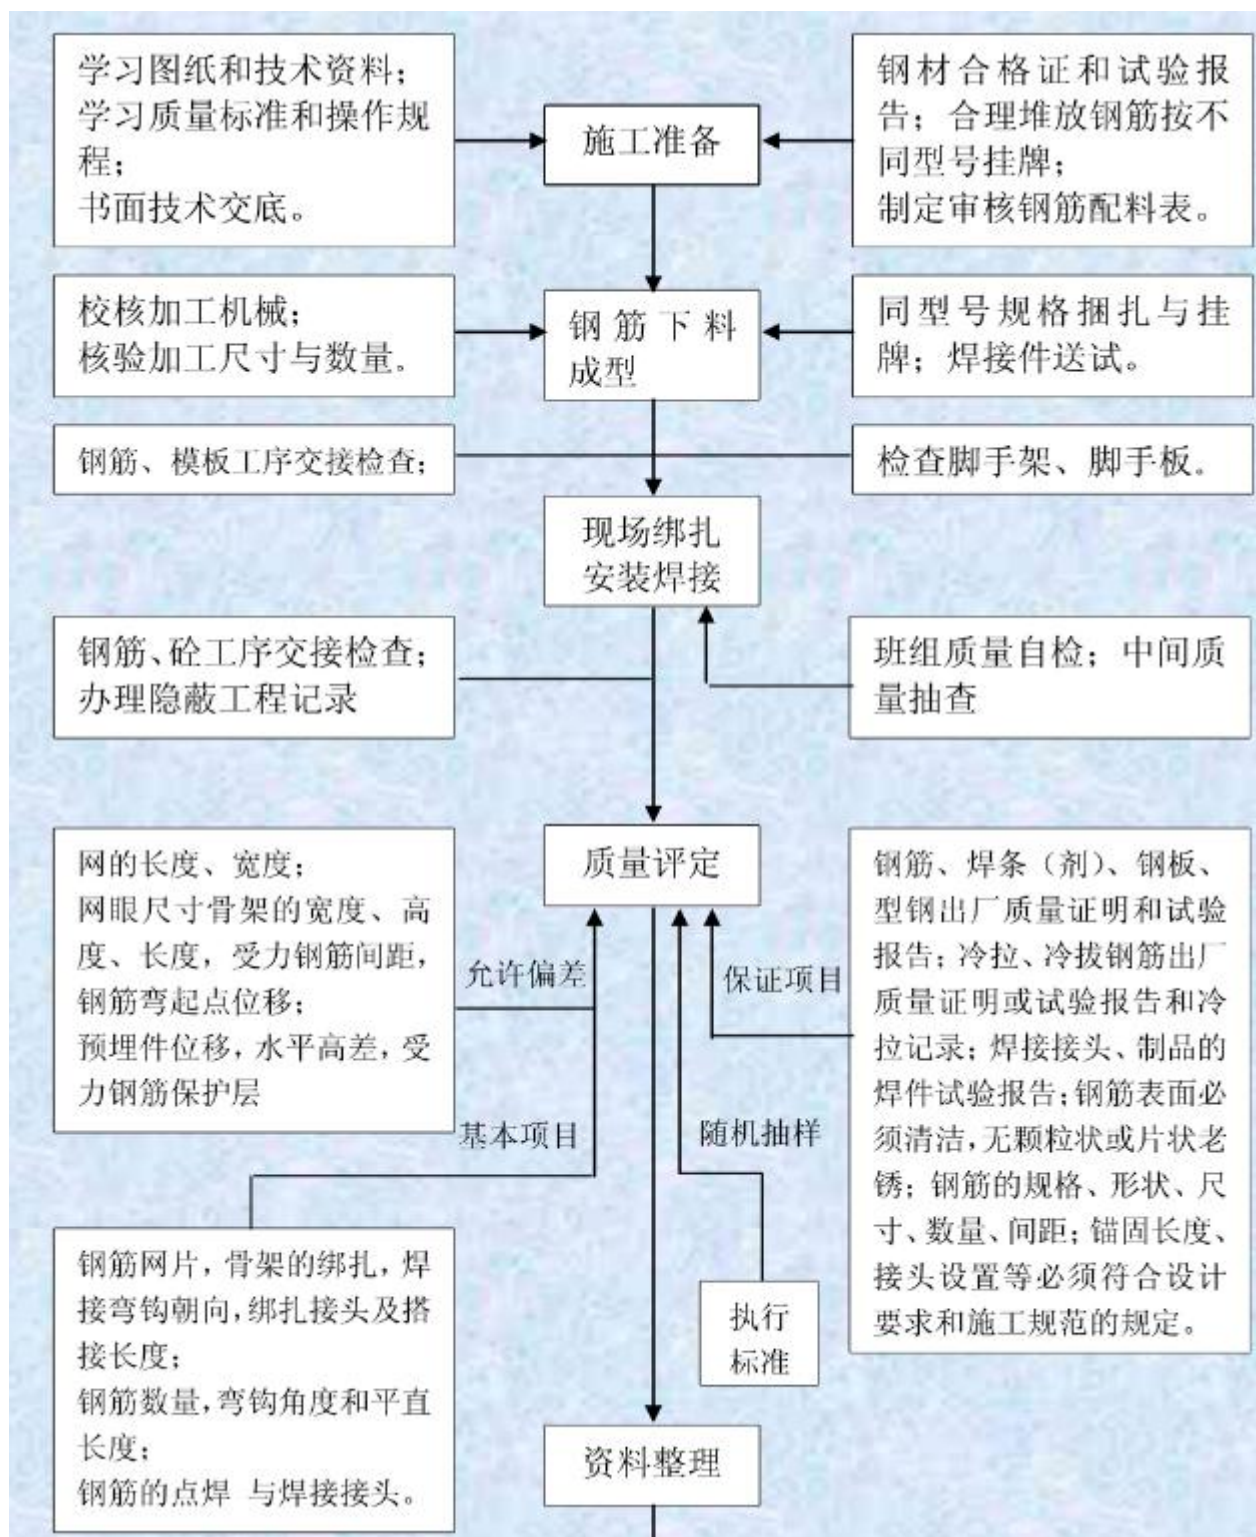 学习图纸和技术资料；
学习质量标准和操作规
程；
书面技术交底。
施工准备
钢材合格证和试验报
告；合理堆放钢筋按不
同型号挂牌；
制定审核钢筋配料表。
校核加工机械；
核验加工尺寸与数量.
钢筋下料
成型
同型号规格捆扎与挂
牌；焊接件送试。
钢筋、模板工序交接检查；
检查脚手架、脚手板.
现场绑扎
安装焊接
钢筋、砼工序交接检查；
办理隐蔽工程记录
班组质量自检；中间质
量抽查
质量评定
网的长度、宽度；
网眼尺寸骨架的宽度、高
度、长度，受力钢筋间距，
钢筋弯起点位移；
预埋件位移，水平高差，受
力钢筋保护层
允许偏差
保证项目
钢筋、焊条（剂）、钢板、
型钢出厂质量证明和试验
报告；冷拉、冷拔钢筋出厂
质量证明或试验报告和冷
拉记录；焊接接头、制品的
焊件试验报告；钢筋表面必
须清洁，无颗粒状或片状老
锈；钢筋的规格、形状、尺
寸、数量、间距；锚固长度、
接头设置等必须符合设计
要求和施工规范的规定。
基本项目
随机抽样
钢筋网片，骨架的绑扎，焊
接弯钩朝向，绑扎接头及搭
接长度；
钢筋数量，弯钩角度和平直
长度；
钢筋的点焊 与焊接接头。
执行
标准
资料整理